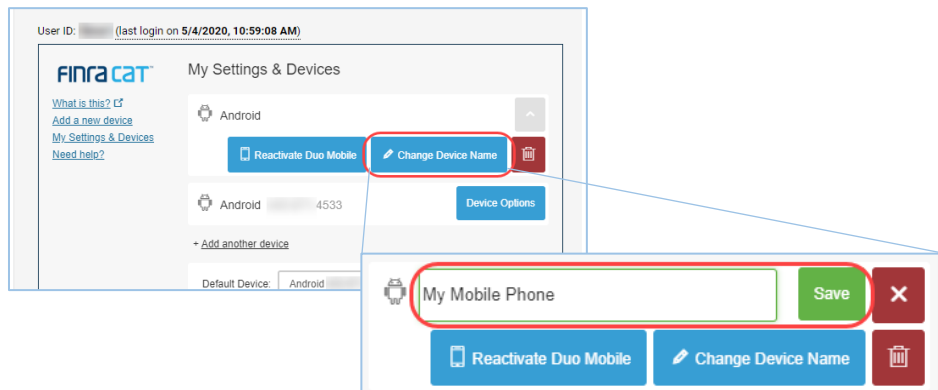 User ID: (last login on 5/4/2020, 10:59:08 AM)
FINRA CAT
My Settings & Devices
What is this?
Add a new device
My Settings & Devices
Need help?
Android
Reactivate Duo Mobile
Change Device Name
Android 4533
Device Options
+ Add another device
Default Device: Android
My Mobile Phone
Save
Reactivate Duo Mobile
Change Device Name